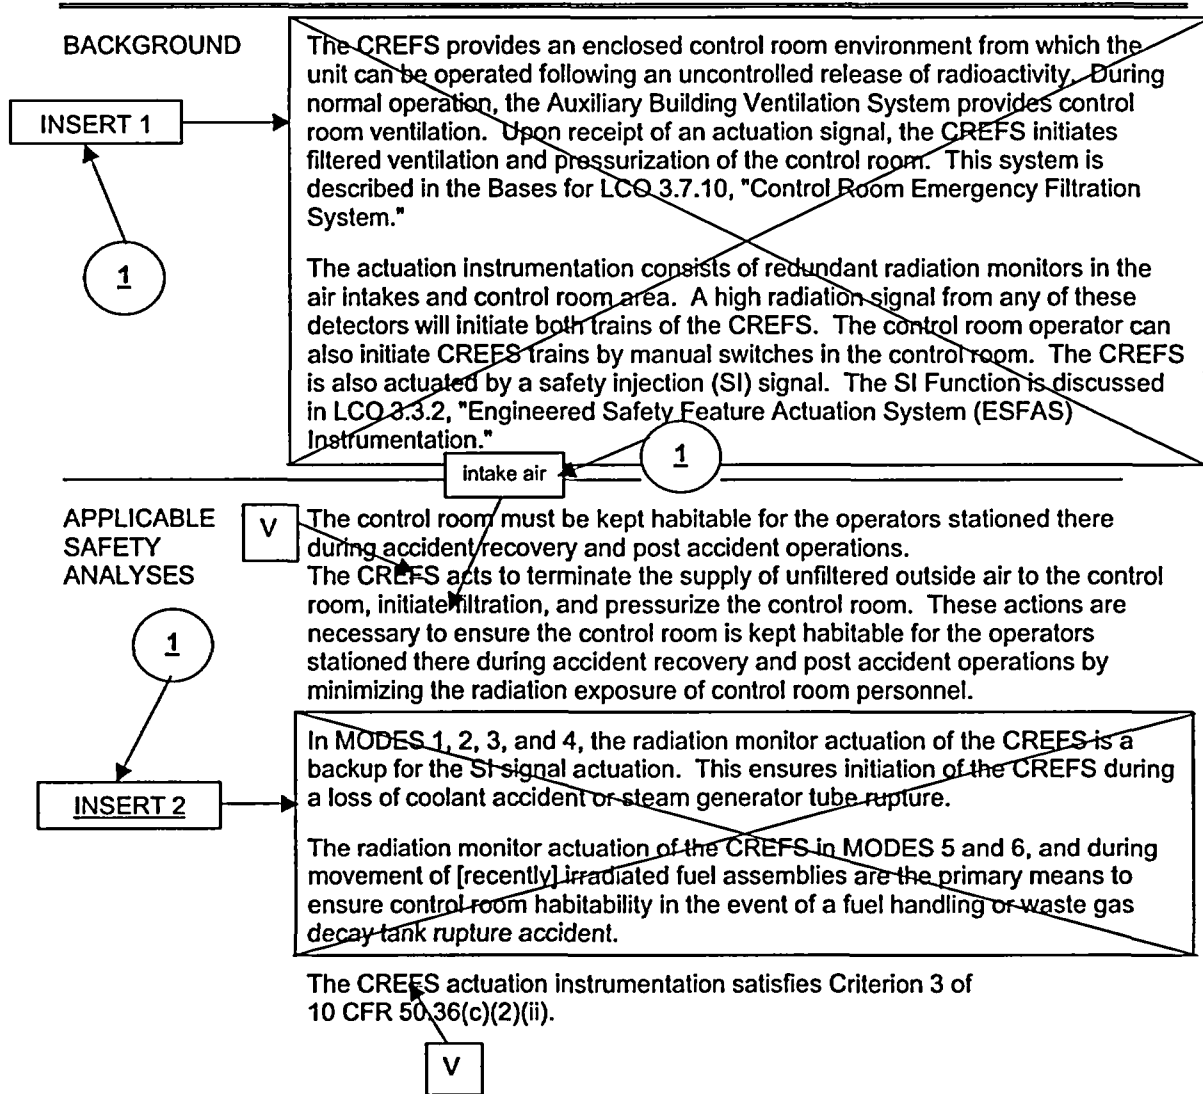 BACKGROUND
The CREFS provides an enclosed control room environment from which the
unit can be operated following an uncontrolled release of radioactivity. During
normal operation, the Auxiliary Building Ventilation System provides control
INSERT 1
room ventilation. Upon receipt of an actuation signal, the CREFS initiates
filtered ventilation and pressurization of the control room. This system is
described in the Bases for LCO 3.7.10, "Control Room Emergency Filtration
System."
1
The actuation instrumentation consists of redundant radiation monitors in the
air intakes and control room area. A high radiation signal from any of these
detectors will initiate both trains of the CREFS. The control room operator can
also initiate CREFS trains by manual switches in the control room. The CREFS
is also actuated by a safety injection (SI) signal. The SI Function is discussed
in LCO 3.3.2, "Engineered Safety Feature Actuation System (ESFAS)
Instrumentation."
1
intake air
APPLICABLE
SAFETY
ANALYSES
V
The control room must be kept habitable for the operators stationed there
during accident recovery and post accident operations.
The CREFS acts to terminate the supply of unfiltered outside air to the control
room, initiate filtration, and pressurize the control room. These actions are
necessary to ensure the control room is kept habitable for the operators
stationed there during accident recovery and post accident operations by
minimizing the radiation exposure of control room personnel.
1
In MODES 1, 2, 3, and 4, the radiation monitor actuation of the CREFS is a
backup for the SI signal actuation. This ensures initiation of the CREFS during
a loss of coolant accident or steam generator tube rupture.
INSERT 2
The radiation monitor actuation of the CREFS in MODES 5 and 6, and during
movement of [recently] irradiated fuel assemblies are the primary means to
ensure control room habitability in the event of a fuel handling or waste gas
decay tank rupture accident.
The CREFS actuation instrumentation satisfies Criterion 3 of
10 CFR 50.36(c)(2)(ii).
V